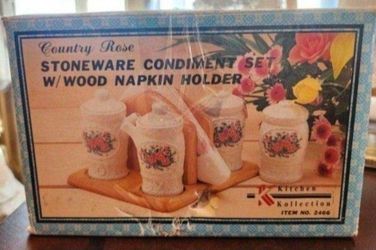 Country Rose
STONEWARE CONDIMENT SET
W/WOOD NAPKIN HOLDER
Kitchen
Kollection
ITEM NO. 2466